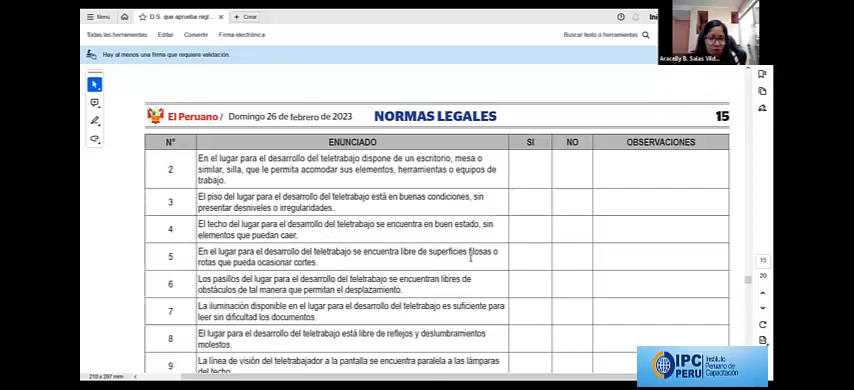 Menú
D.S. que aprueba regl...
+ Crear
Ini
Todas las herramientas Editar Convertir Firma electrónica
Buscar texto o herramientas
Hay al menos una firma que requiere validación.
Aracelly B. Salas Vild...
El Peruano / Domingo 26 de febrero de 2023 NORMAS LEGALES 15
N° ENUNCIADO SI NO OBSERVACIONES
2 En el lugar para el desarrollo del teletrabajo dispone de un escritorio, mesa o
similar, silla, que le permita acomodar sus elementos, herramientas o equipos de
trabajo.
3 El piso del lugar para el desarrollo del teletrabajo está en buenas condiciones, sin
presentar desniveles o irregularidades.
4 El techo del lugar para el desarrollo del teletrabajo se encuentra en buen estado, sin
elementos que puedan caer.
5 En el lugar para el desarrollo del teletrabajo se encuentra libre de superficies filosas o
rotas que pueda ocasionar cortes.
6 Los pasillos del lugar para el desarrollo del teletrabajo se encuentran libres de
obstáculos de tal manera que permitan el desplazamiento.
7 La iluminación disponible en el lugar para el desarrollo del teletrabajo es suficiente para
leer sin dificultad los documentos.
8 El lugar para el desarrollo del teletrabajo está libre de reflejos y deslumbramientos
molestos.
9 La línea de visión del teletrabajador a la pantalla se encuentra paralela a las lámparas
del techo.
15
20
210 x 297 mm
IPC
PERÚ
Instituto
Peruano de
Capacitación